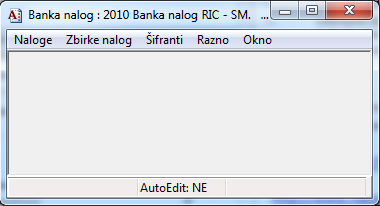 Banka nalog : 2010 Banka nalog RIC - SM. ...
Naloge Zbirke nalog Šifranti Razno Okno
AutoEdit: NE